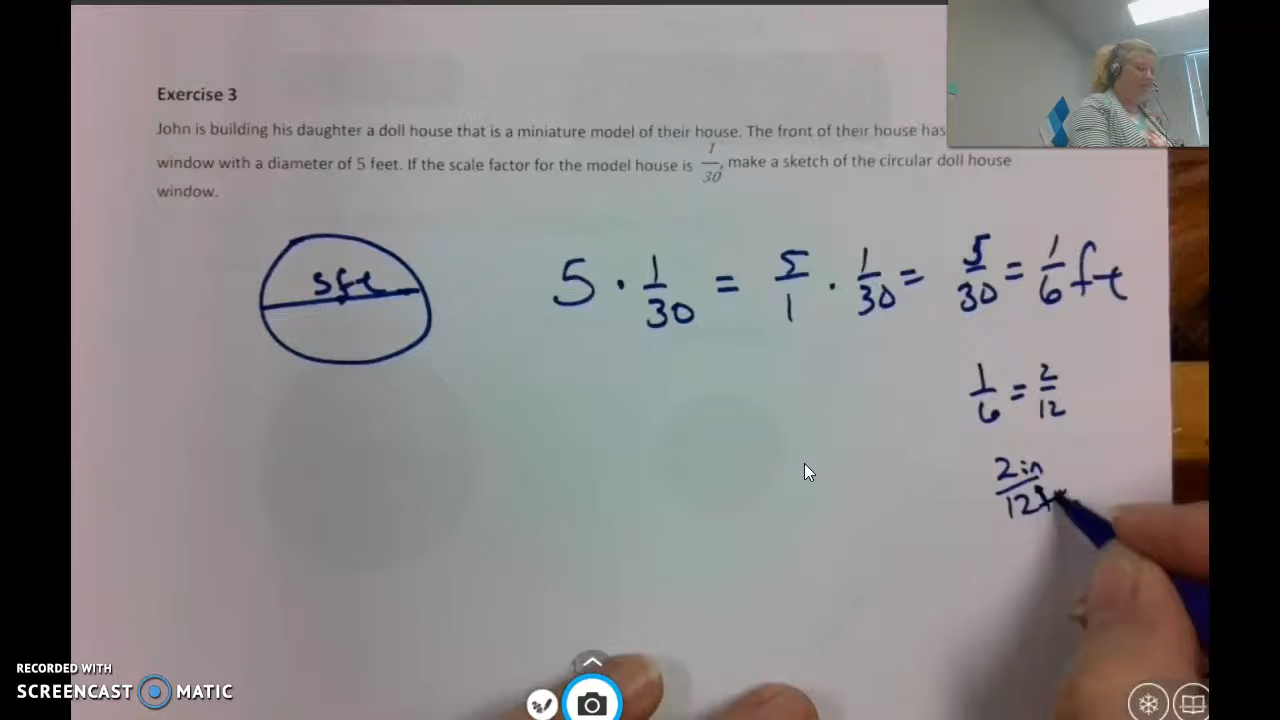 Exercise 3
John is building his daughter a doll house that is a miniature model of their house. The front of their house has
window with a diameter of 5 feet. If the scale factor for the model house is 1/30, make a sketch of the circular doll house
window.
5ft
5 · 1/30 = 5/1 · 1/30 = 5/30 = 1/6 ft
1/6 = 2/12
2in/12
RECORDED WITH
SCREENCAST MATIC